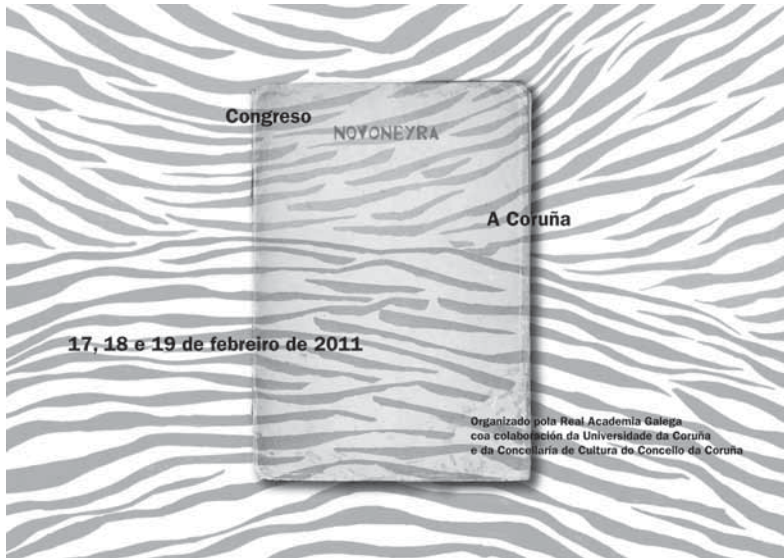 Congreso
NOVONEYRA
A Coruña
17, 18 e 19 de febreiro de 2011
Organizado pola Real Academia Galega
coa colaboración da Universidade da Coruña
e da Concellaría de Cultura do Concello da Coruña